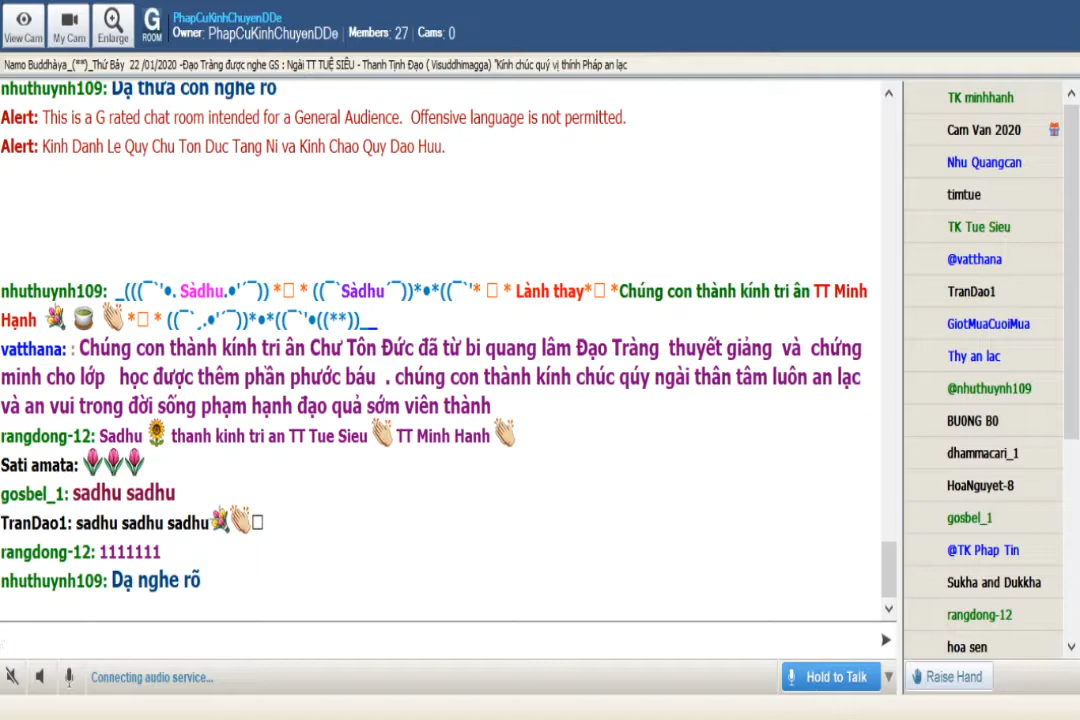 View Cam
My Cam
Enlarge
G
ROOM
PhapCuKinhChuyenDDe
Owner: PhapCuKinhChuyenDDe Members: 27 Cams: 0
Namo Buddhàya_(**)_Thứ Bảy 22 /01/2020 -Đạo Tràng được nghe GS : Ngài TT TUỆ SIÊU - Thanh Tịnh Đạo ( Visuddhimagga) "Kính chúc quý vị thính Pháp an lạc
nhuthuynh109: Dạ thưa con nghe rõ
Alert: This is a G rated chat room intended for a General Audience. Offensive language is not permitted.
Alert: Kinh Danh Le Quy Chu Ton Duc Tang Ni va Kinh Chao Quy Dao Huu.
nhuthuynh109: _(((¯`'•. Sàdhu.•'´¯)) *□ * ((¯`Sàdhu´¯))*•*((¯`'* □ * Lành thay*□ *Chúng con thành kính tri ân TT Minh
Hạnh *□ * ((¯`¸.•'´¯))*•*((¯`'•((**))__
vatthana: : Chúng con thành kính tri ân Chư Tôn Đức đã từ bi quang lâm Đạo Tràng thuyết giảng và chứng
minh cho lớp học được thêm phần phước báu . chúng con thành kính chúc qúy ngài thân tâm luôn an lạc
và an vui trong đời sống phạm hạnh đạo quả sớm viên thành
rangdong-12: Sadhu thanh kinh tri an TT Tue Sieu TT Minh Hanh
Sati amata:
gosbel_1: sadhu sadhu
TranDao1: sadhu sadhu sadhu □
rangdong-12: 1111111
nhuthuynh109: Dạ nghe rõ
Connecting audio service...
Hold to Talk
TK minhhanh
Cam Van 2020
Nhu Quangcan
timtue
TK Tue Sieu
@vatthana
TranDao1
GiotMuaCuoiMua
Thy an lac
@nhuthuynh109
BUONG B0
dhammacari_1
HoaNguyet-8
gosbel_1
@TK Phap Tin
Sukha and Dukkha
rangdong-12
hoa sen
Raise Hand